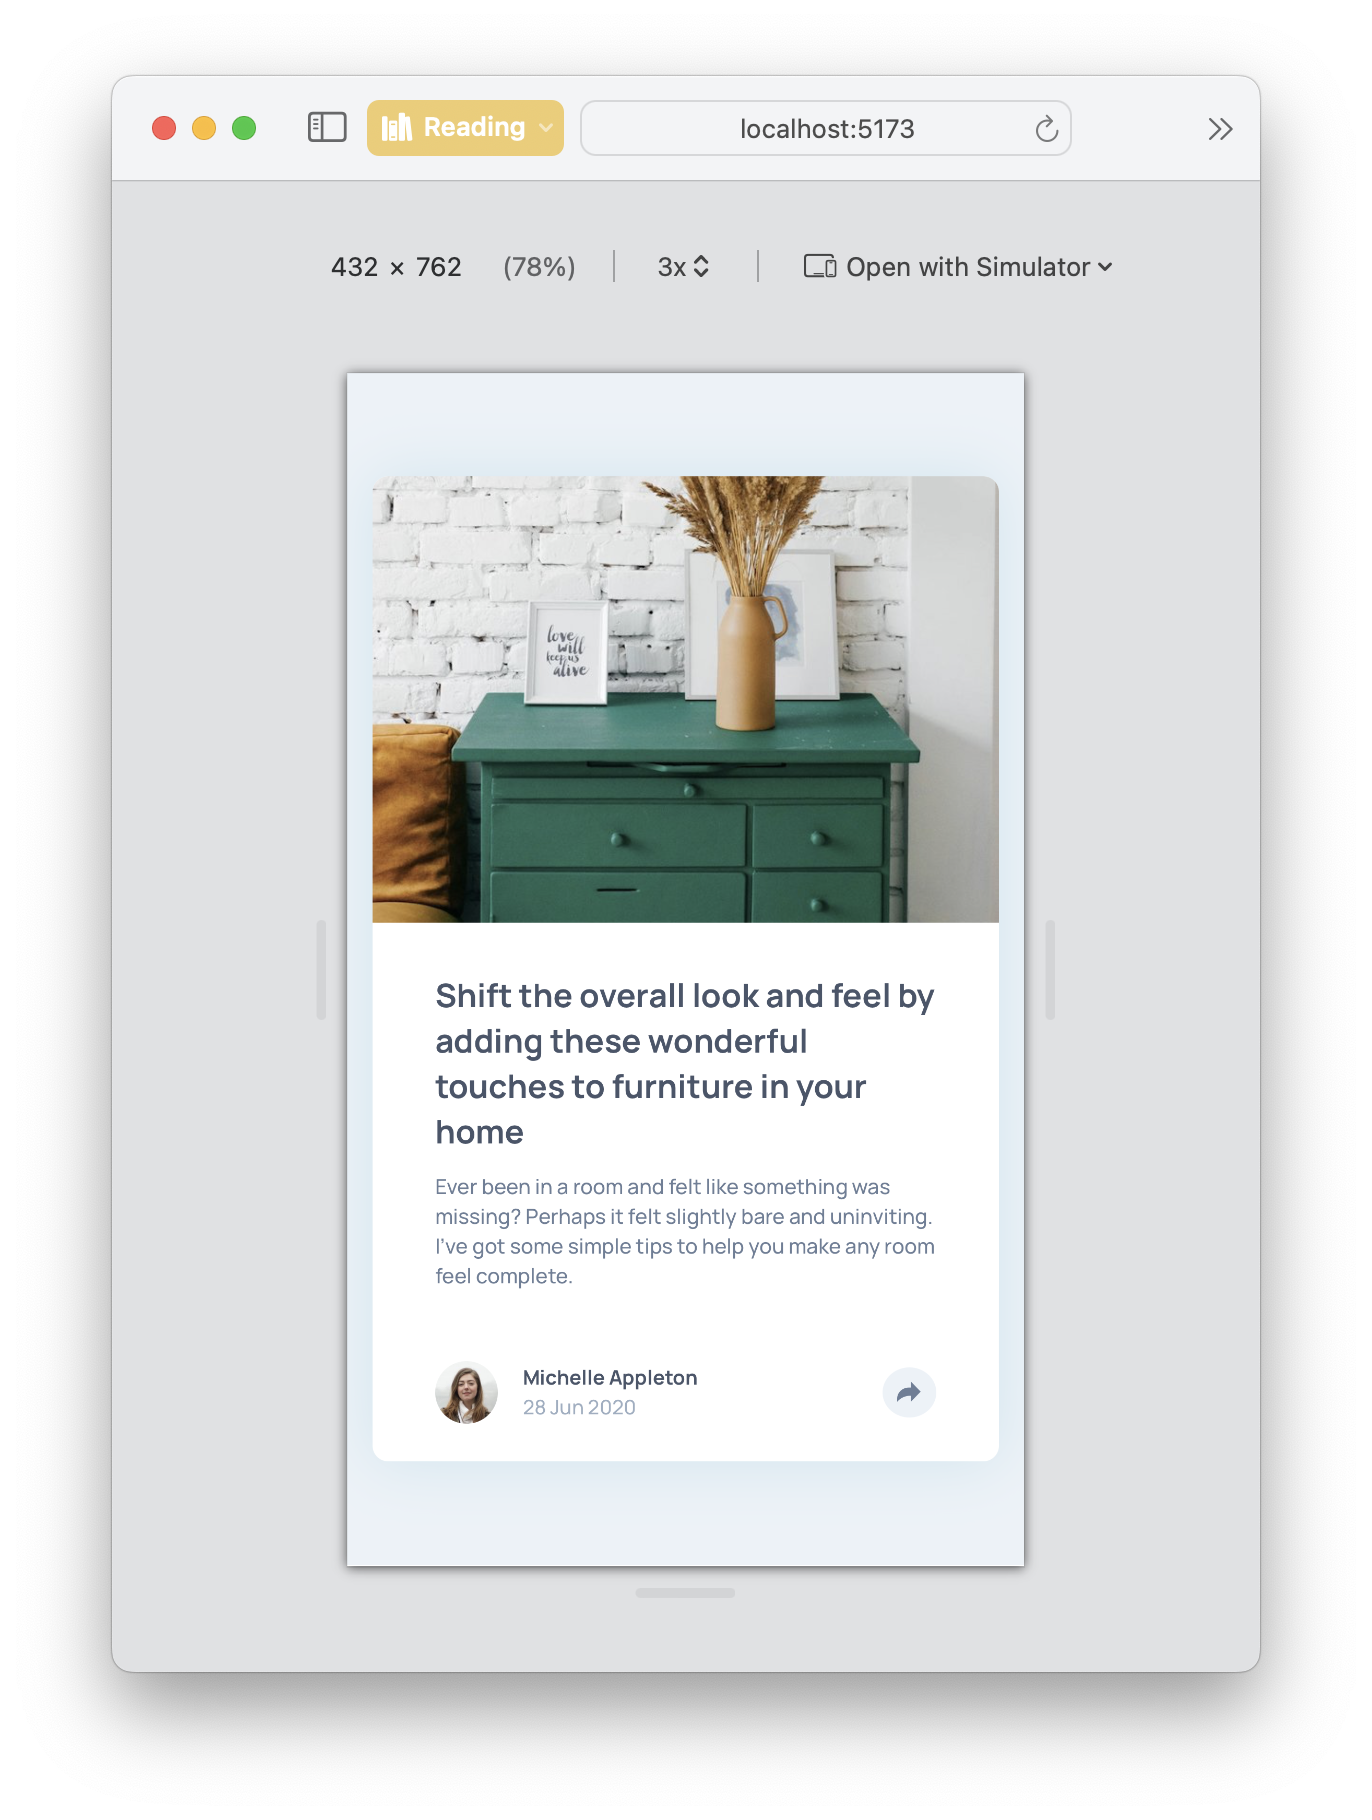 Reading
localhost:5173
432 × 762 (78%) 3x Open with Simulator
love
will
keep us
alive
Shift the overall look and feel by
adding these wonderful
touches to furniture in your
home
Ever been in a room and felt like something was
missing? Perhaps it felt slightly bare and uninviting.
I’ve got some simple tips to help you make any room
feel complete.
Michelle Appleton
28 Jun 2020